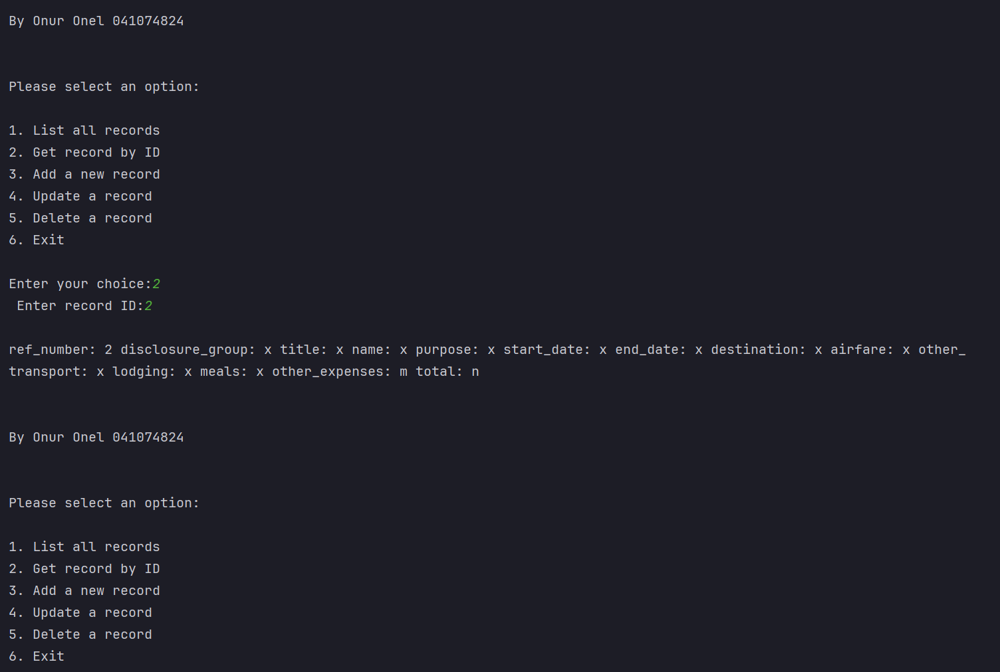 By Onur Onel 041074824
Please select an option:
1. List all records
2. Get record by ID
3. Add a new record
4. Update a record
5. Delete a record
6. Exit
Enter your choice:2
Enter record ID:2
ref_number: 2 disclosure_group: x title: x name: x purpose: x start_date: x end_date: x destination: x airfare: x other_
transport: x lodging: x meals: x other_expenses: m total: n
By Onur Onel 041074824
Please select an option:
1. List all records
2. Get record by ID
3. Add a new record
4. Update a record
5. Delete a record
6. Exit